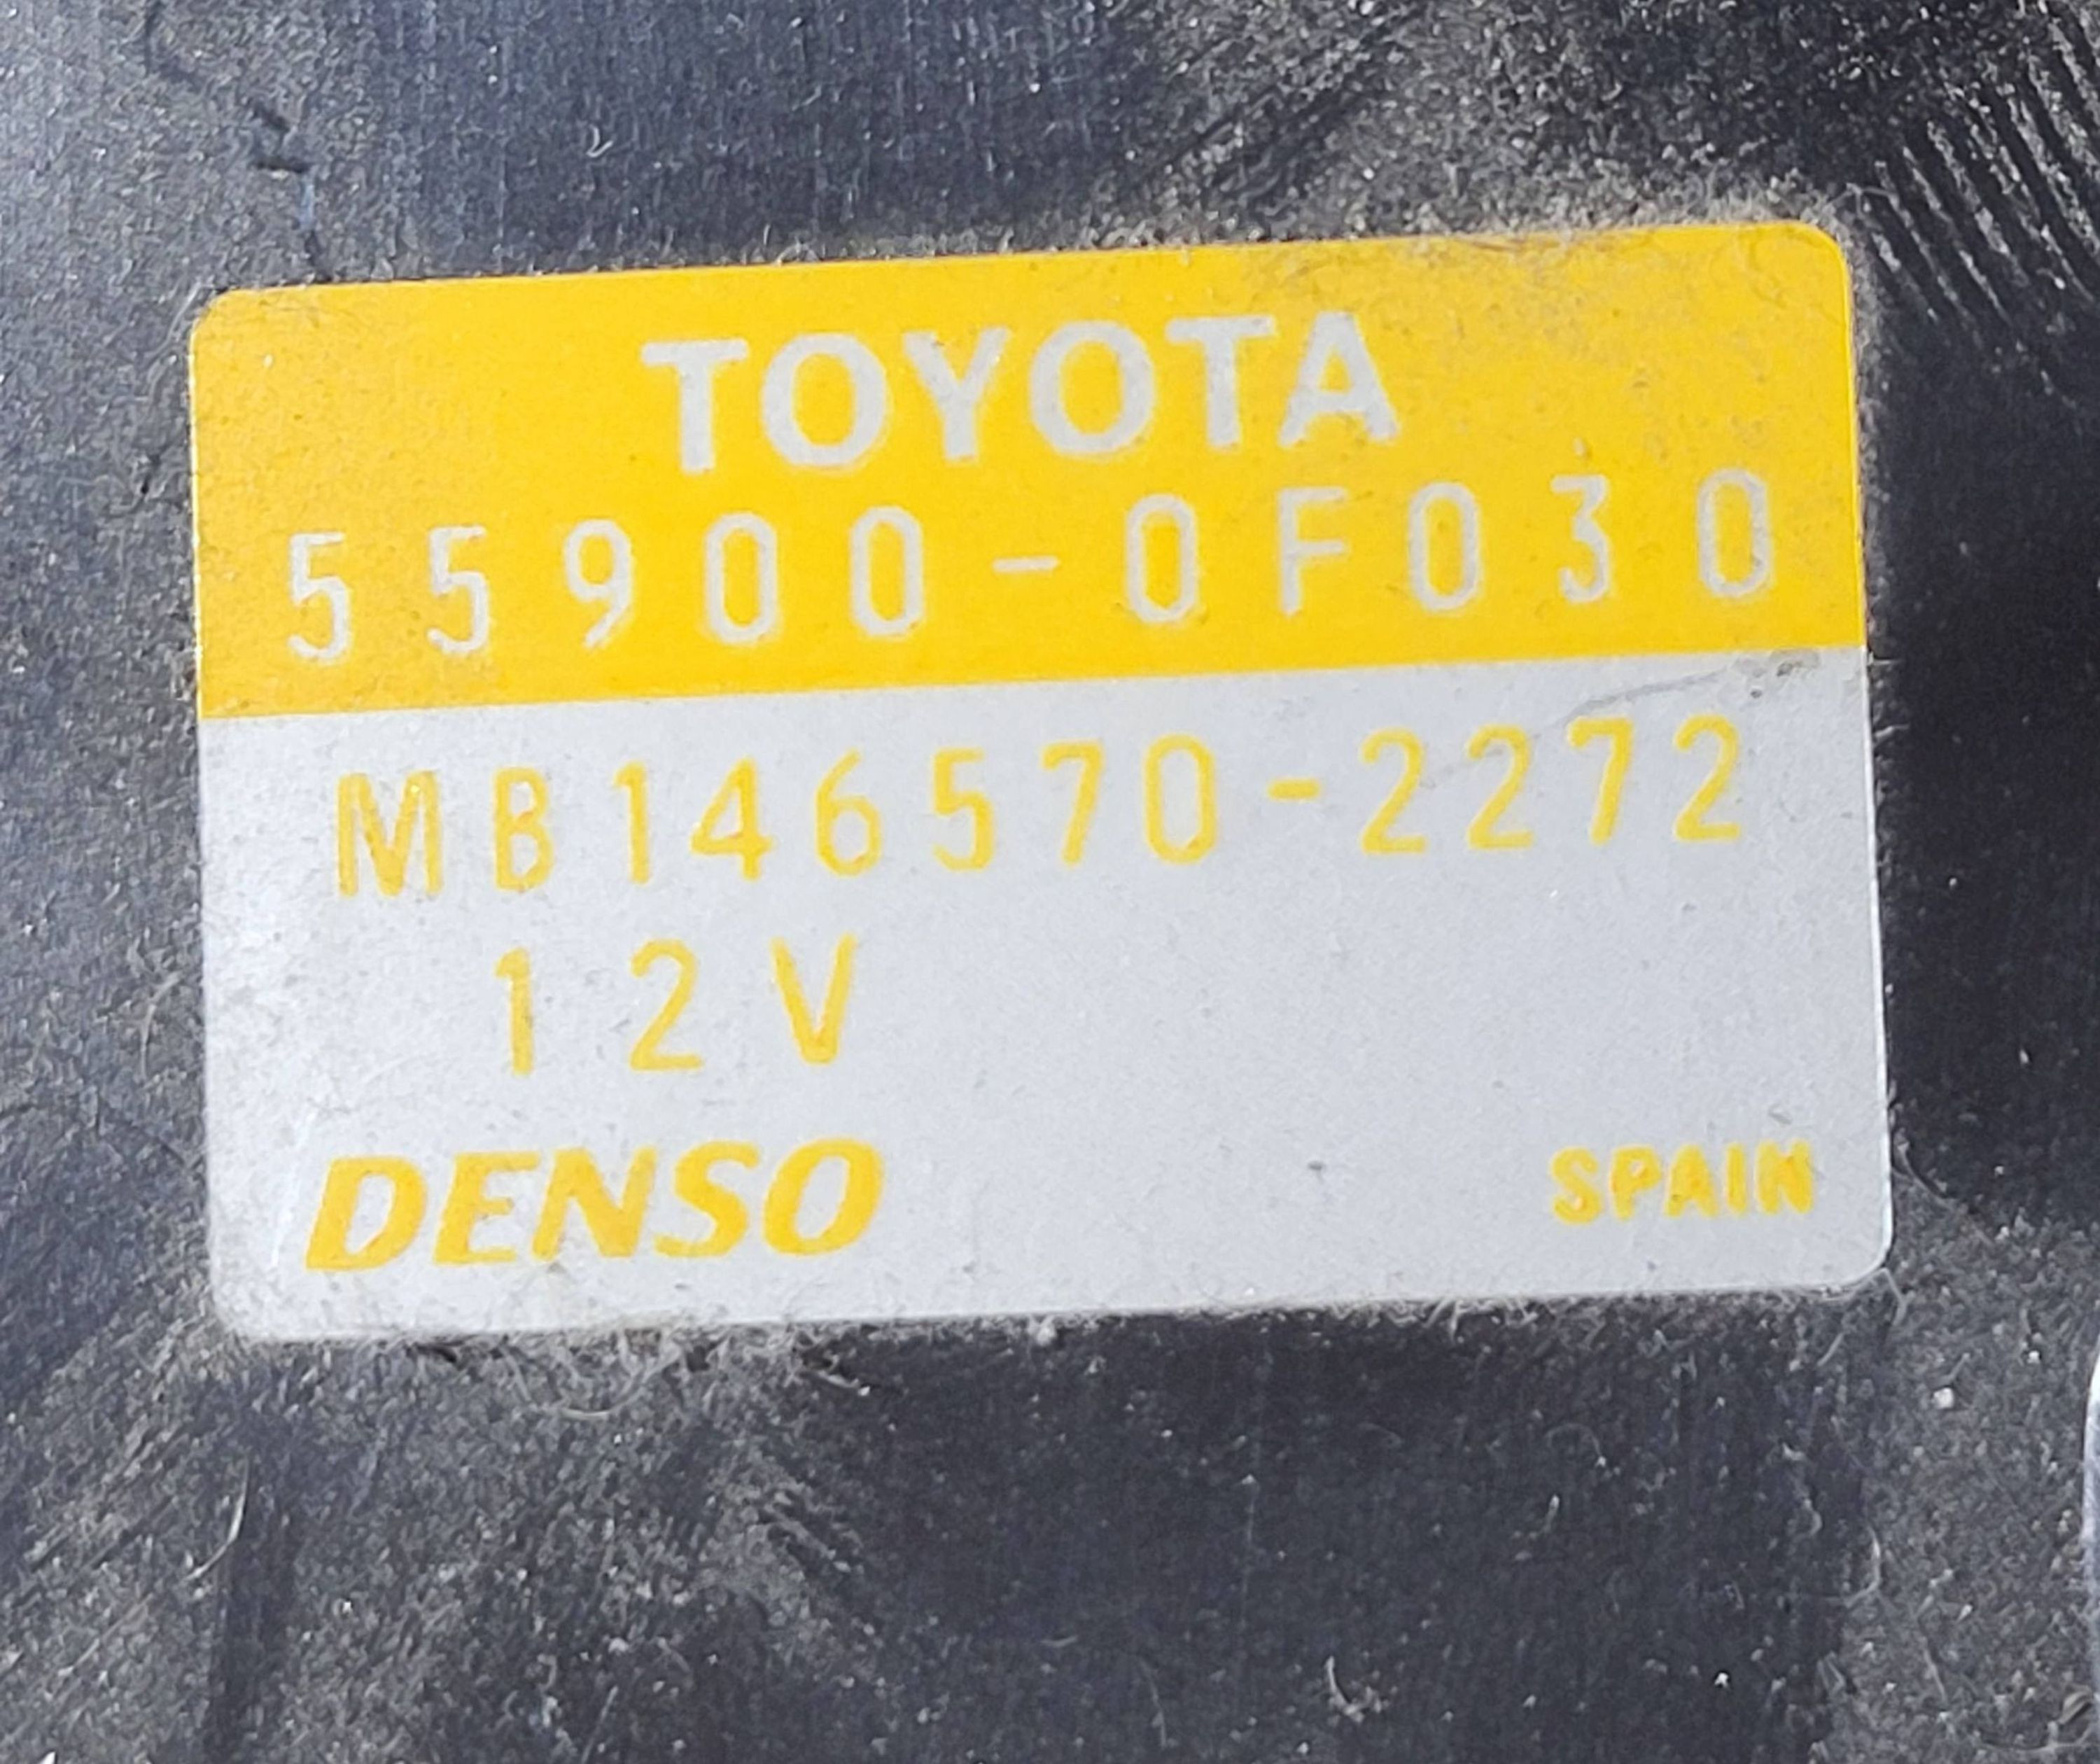 TOYOTA
55900-0F030
MB146570-2272
12V
DENSO
SPAIN